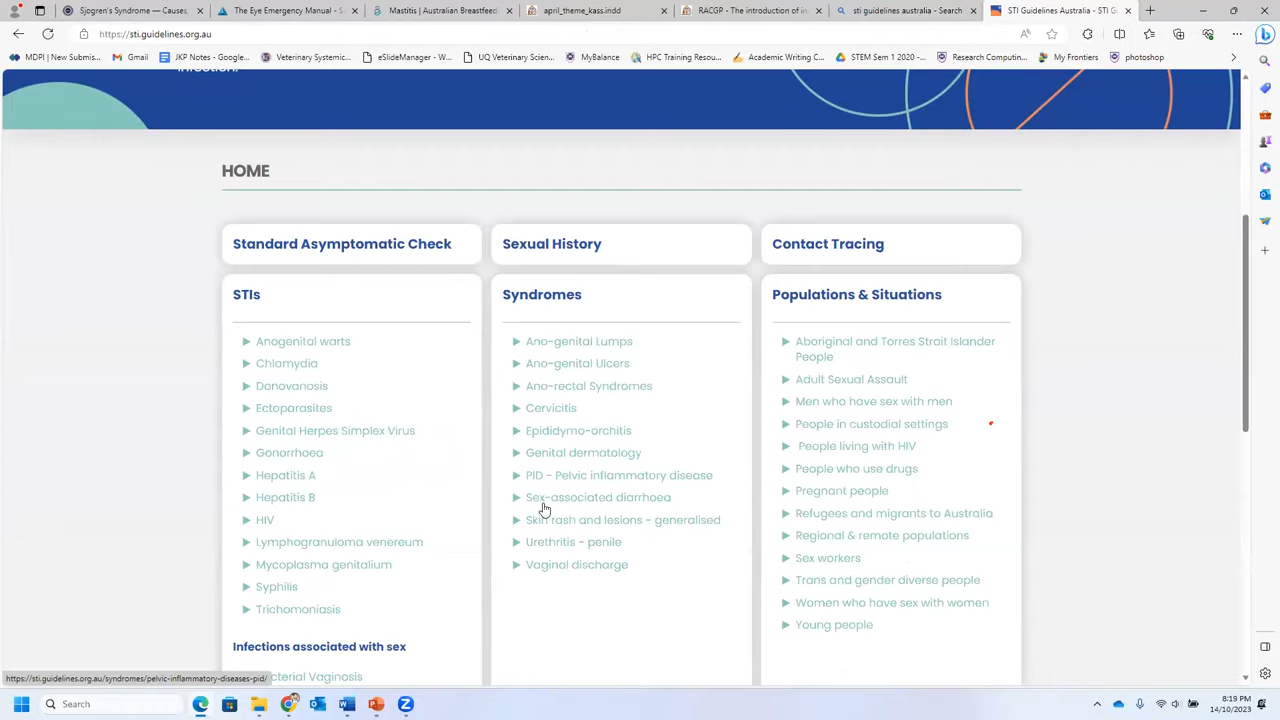 Sjogren's Syndrome — Causes,
The Eye Emergency Manual - S
Mastitis | Australian Breastfeed
april_theme_kass.indd
RACGP - The introduction of ins
sti guidelines australia - Search
STI Guidelines Australia - STI G
https://sti.guidelines.org.au
MDPI | New Submis...
Gmail
JKP Notes - Google...
Veterinary Systemic...
eSlideManager - W...
UQ Veterinary Scien...
MyBalance
HPC Training Resou...
Academic Writing C...
STEM Sem 1 2020 -...
Research Computin...
My Frontiers
photoshop
HOME
Standard Asymptomatic Check
Sexual History
Contact Tracing
STIs
Anogenital warts
Chlamydia
Donovanosis
Ectoparasites
Genital Herpes Simplex Virus
Gonorrhoea
Hepatitis A
Hepatitis B
HIV
Lymphogranuloma venereum
Mycoplasma genitalium
Syphilis
Trichomoniasis
Infections associated with sex
cterial Vaginosis
Syndromes
Ano-genital Lumps
Ano-genital Ulcers
Ano-rectal Syndromes
Cervicitis
Epididymo-orchitis
Genital dermatology
PID - Pelvic inflammatory disease
Sex-associated diarrhoea
Skin rash and lesions - generalised
Urethritis - penile
Vaginal discharge
Populations & Situations
Aboriginal and Torres Strait Islander
People
Adult Sexual Assault
Men who have sex with men
People in custodial settings
People living with HIV
People who use drugs
Pregnant people
Refugees and migrants to Australia
Regional & remote populations
Sex workers
Trans and gender diverse people
Women who have sex with women
Young people
https://sti.guidelines.org.au/syndromes/pelvic-inflammatory-diseases-pid/
Search
8:19 PM
14/10/2023